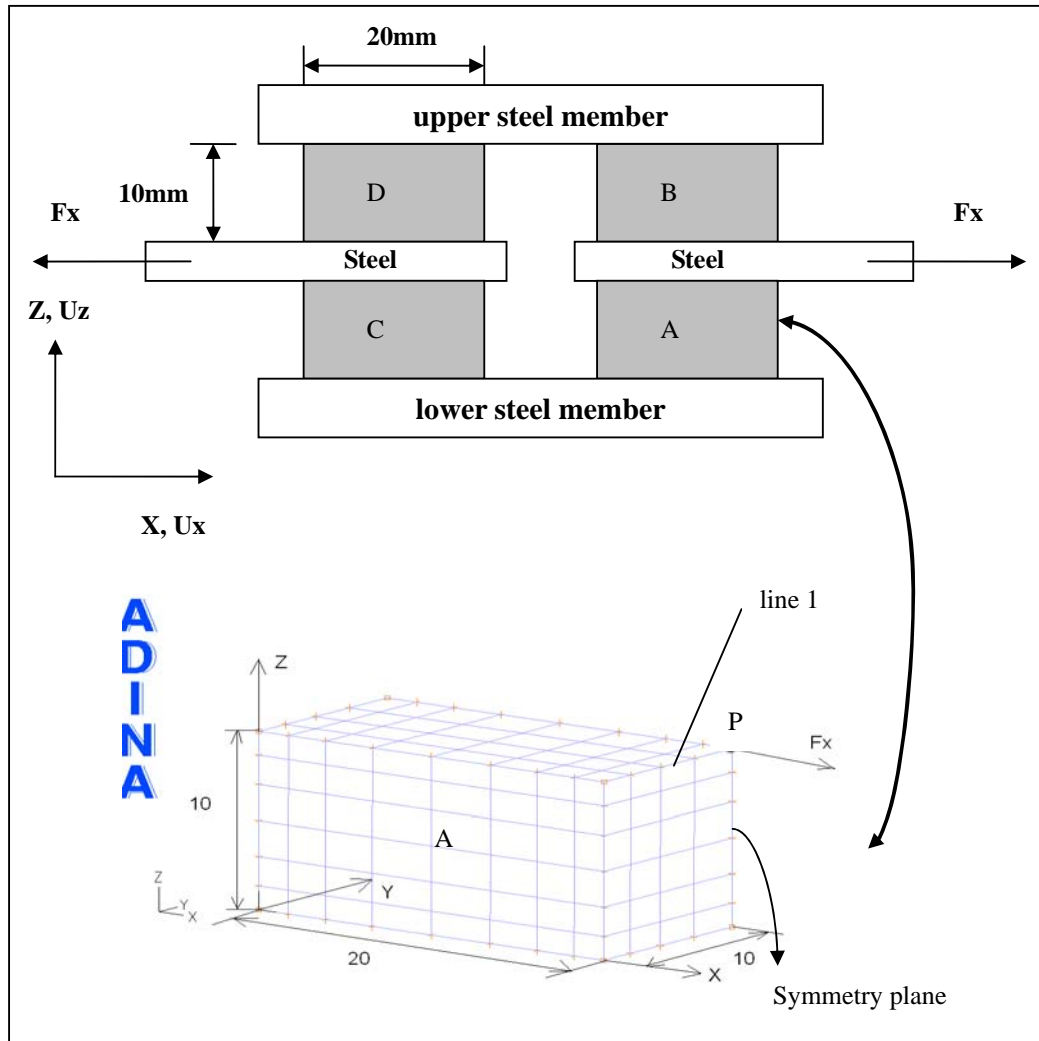 20mm
upper steel member
10mm
D
B
Fx
Fx
Steel
Steel
Z, Uz
C
A
lower steel member
X, Ux
line 1
ADINA
Z
P
Fx
10
A
Y
Z
Y
X
20
X
10
Symmetry plane